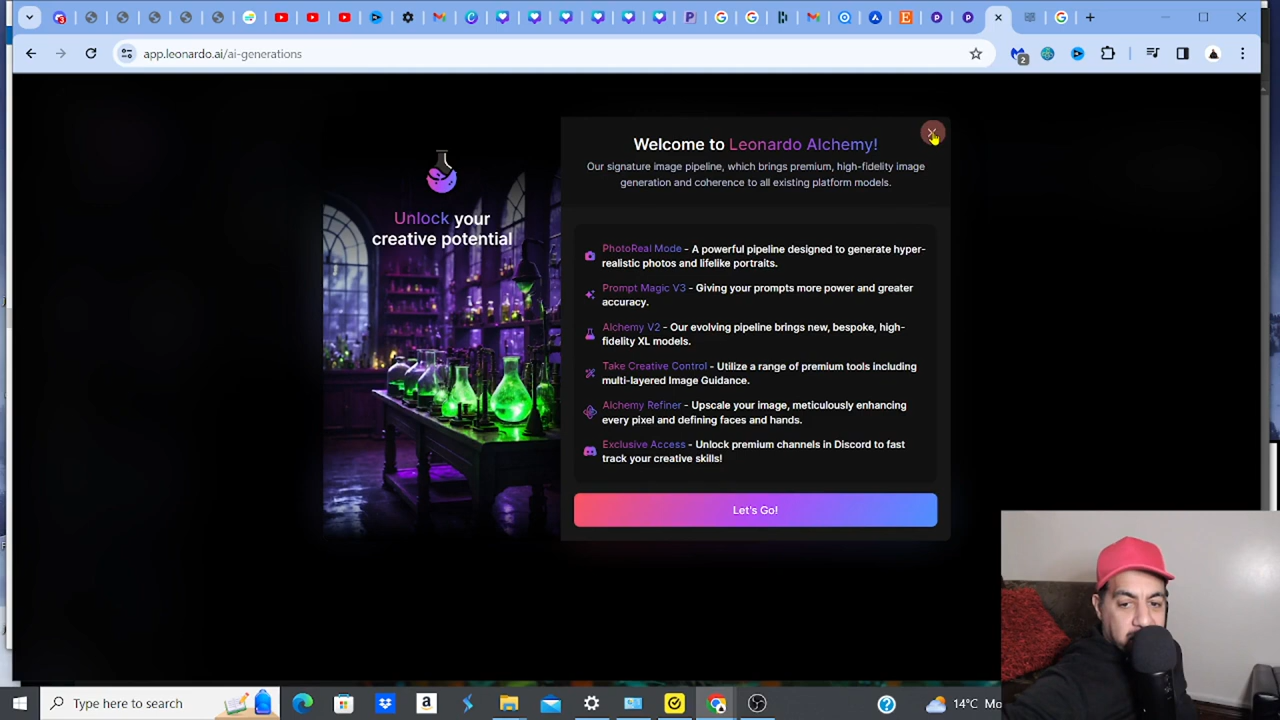 app.leonardo.ai/ai-generations
2
Welcome to Leonardo Alchemy!
Our signature image pipeline, which brings premium, high-fidelity image
generation and coherence to all existing platform models.
Unlock your
creative potential
PhotoReal Mode - A powerful pipeline designed to generate hyper-
realistic photos and lifelike portraits.
Prompt Magic V3 - Giving your prompts more power and greater
accuracy.
Alchemy V2 - Our evolving pipeline brings new, bespoke, high-
fidelity XL models.
Take Creative Control - Utilize a range of premium tools including
multi-layered Image Guidance.
Alchemy Refiner - Upscale your image, meticulously enhancing
every pixel and defining faces and hands.
Exclusive Access - Unlock premium channels in Discord to fast
track your creative skills!
Let's Go!
Type here to search
14°C Mo